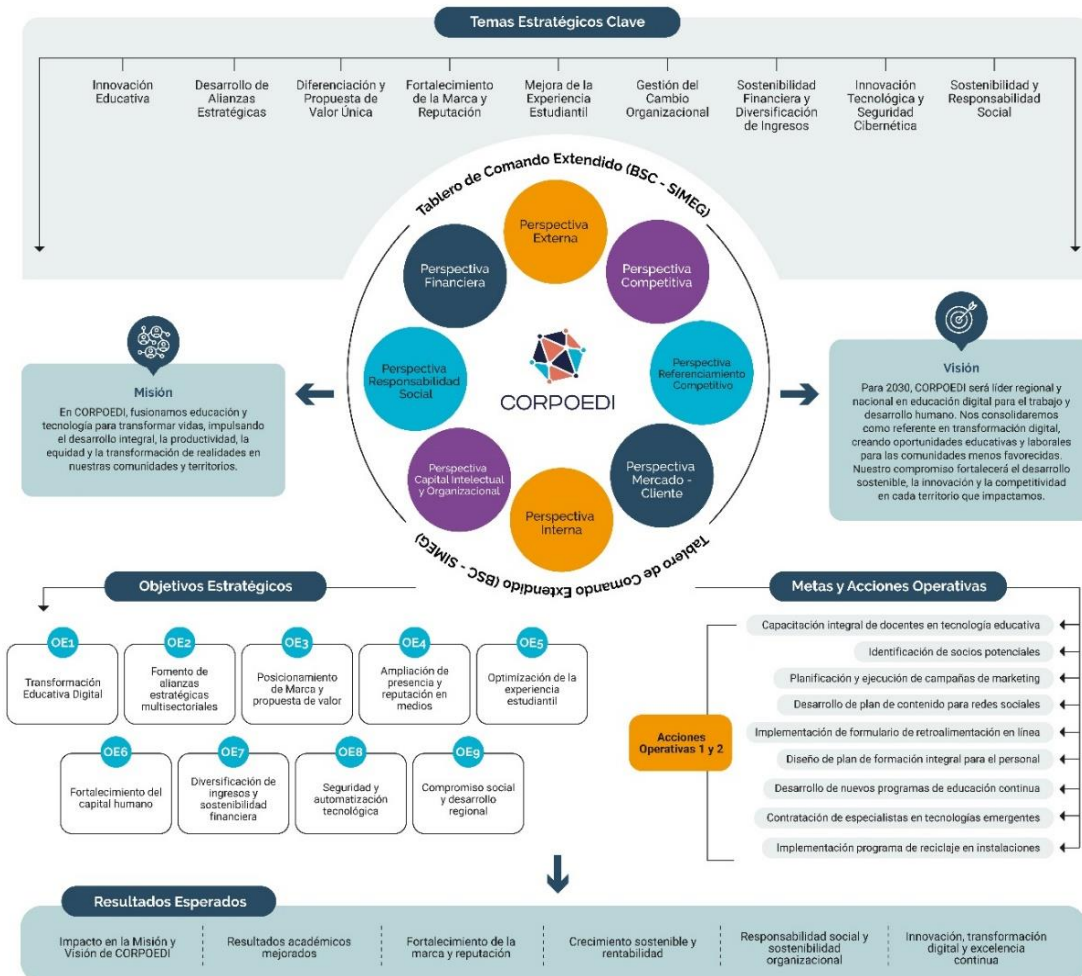 Temas Estratégicos Clave
Innovación
Educativa
Desarrollo de
Alianzas
Estratégicas
Diferenciación y
Propuesta de
Valor Única
Fortalecimiento
de la Marca y
Reputación
Mejora de la
Experiencia
Estudiantil
Gestión del
Cambio
Organizacional
Sostenibilidad
Financiera y
Diversificación
de Ingresos
Innovación
Tecnológica y
Seguridad
Cibernética
Sostenibilidad y
Responsabilidad
Social
Tablero de Comando Extendido (BSC - SIMEG)
Perspectiva
Externa
Perspectiva
Competitiva
Perspectiva
Referenciamiento
Competitivo
Perspectiva
Mercado -
Cliente
Perspectiva
Interna
Perspectiva
Capital Intelectual
y Organizacional
Perspectiva
Responsabilidad
Social
Perspectiva
Financiera
CORPOEDI
Tablero de Comando Extendido (BSC - SIMEG)
Misión
En CORPOEDI, fusionamos educación y
tecnología para transformar vidas, impulsando
el desarrollo integral, la productividad, la
equidad y la transformación de realidades en
nuestras comunidades y territorios.
Visión
Para 2030, CORPOEDI será líder regional y
nacional en educación digital para el trabajo y
desarrollo humano. Nos consolidaremos
como referente en transformación digital,
creando oportunidades educativas y laborales
para las comunidades menos favorecidas.
Nuestro compromiso fortalecerá el desarrollo
sostenible, la innovación y la competitividad
en cada territorio que impactamos.
Objetivos Estratégicos
OE1
Transformación
Educativa Digital
OE2
Fomento de
alianzas
estratégicas
multisectoriales
OE3
Posicionamiento
de Marca y
propuesta de valor
OE4
Ampliación de
presencia y
reputación en
medios
OE5
Optimización de la
experiencia
estudiantil
OE6
Fortalecimiento del
capital humano
OE7
Diversificación de
ingresos y
sostenibilidad
financiera
OE8
Seguridad y
automatización
tecnológica
OE9
Compromiso social
y desarrollo
regional
Metas y Acciones Operativas
Acciones
Operativas 1 y 2
Capacitación integral de docentes en tecnología educativa
Identificación de socios potenciales
Planificación y ejecución de campañas de marketing
Desarrollo de plan de contenido para redes sociales
Implementación de formulario de retroalimentación en línea
Diseño de plan de formación integral para el personal
Desarrollo de nuevos programas de educación continua
Contratación de especialistas en tecnologías emergentes
Implementación programa de reciclaje en instalaciones
Resultados Esperados
Impacto en la Misión y
Visión de CORPOEDI
Resultados académicos
mejorados
Fortalecimiento de la
marca y reputación
Crecimiento sostenible y
rentabilidad
Responsabilidad social y
sostenibilidad
organizacional
Innovación, transformación
digital y excelencia
continua